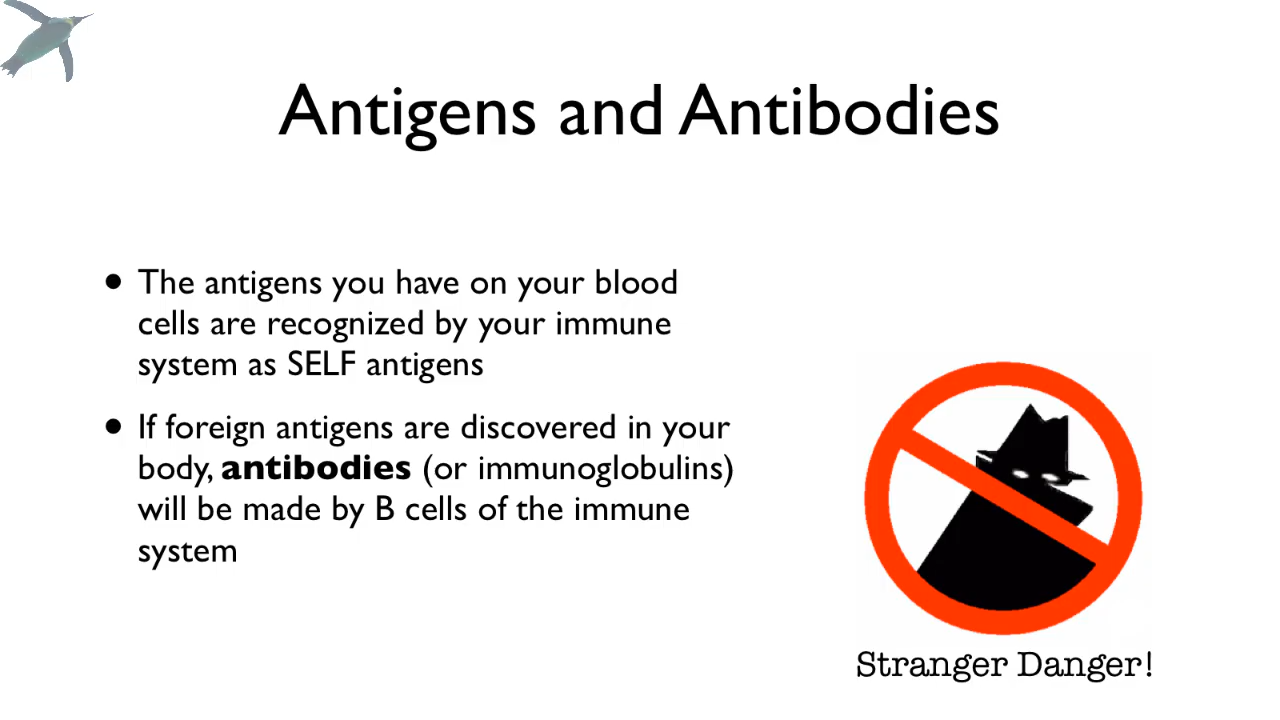 Antigens and Antibodies
• The antigens you have on your blood
cells are recognized by your immune
system as SELF antigens
• If foreign antigens are discovered in your
body, antibodies (or immunoglobulins)
will be made by B cells of the immune
system
Stranger Danger!